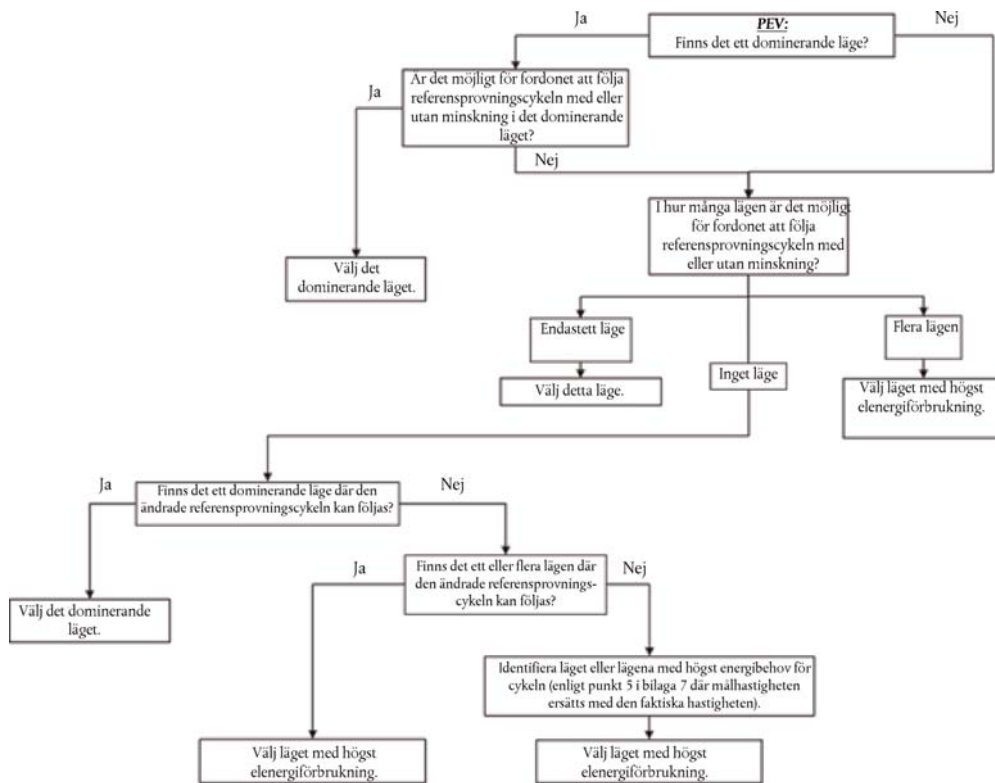 Ja
PEV:
Finns det ett dominerande läge?
Nej
Är det möjligt för fordonet att följa
referensprovningscykeln med eller
utan minskning i det dominerande
läget?
Ja
Nej
I hur många lägen är det möjligt
för fordonet att följa
referensprovningscykeln med
eller utan minskning?
Välj det
dominerande läget.
Endastett läge
Flera lägen
Inget läge
Välj detta läge.
Välj läget med högst
elenergiförbrukning.
Ja
Finns det ett dominerande läge där den
ändrade referensprovningscykeln kan följas?
Nej
Ja
Finns det ett eller flera lägen där
den ändrade referensprovnings-
cykeln kan följas?
Nej
Välj det dominerande
läget.
Identifiera läget eller lägena med högst energibehov för
cykeln (enligt punkt 5 i bilaga 7 där målhastigheten
ersätts med den faktiska hastigheten).
Välj läget med högst
elenergiförbrukning.
Välj läget med högst
elenergiförbrukning.